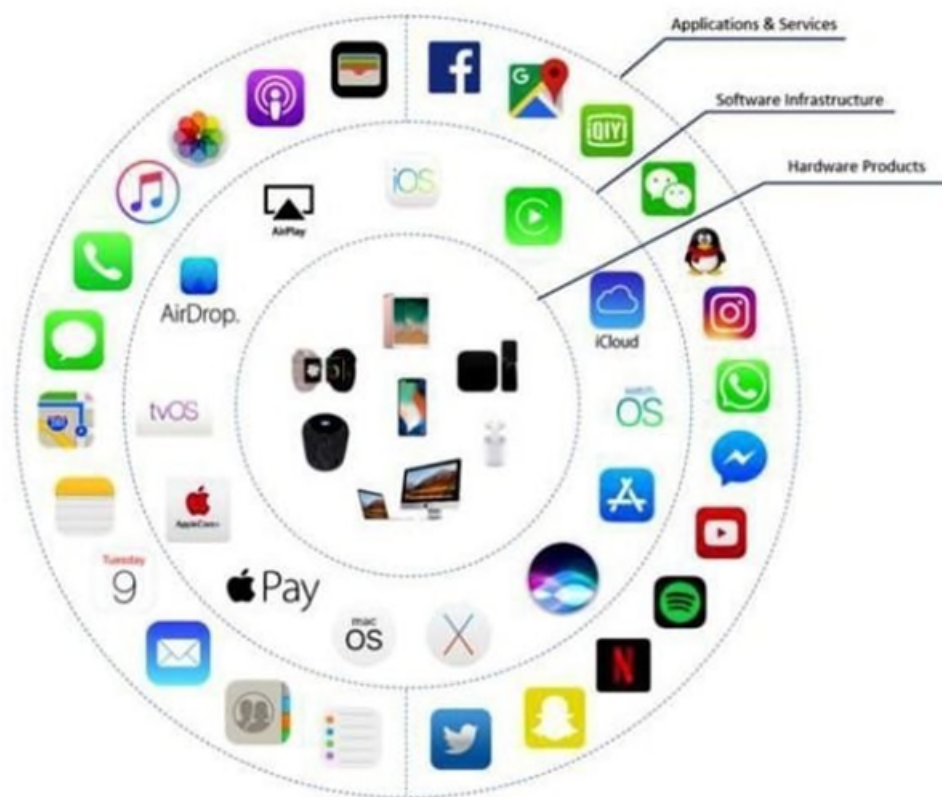 Applications & Services
Software Infrastructure
Hardware Products
G
iQIYI
iOS
AirPlay
AirDrop.
iCloud
watch
OS
tvOS
AppleCare+
Tuesday
9
Pay
mac
OS
N